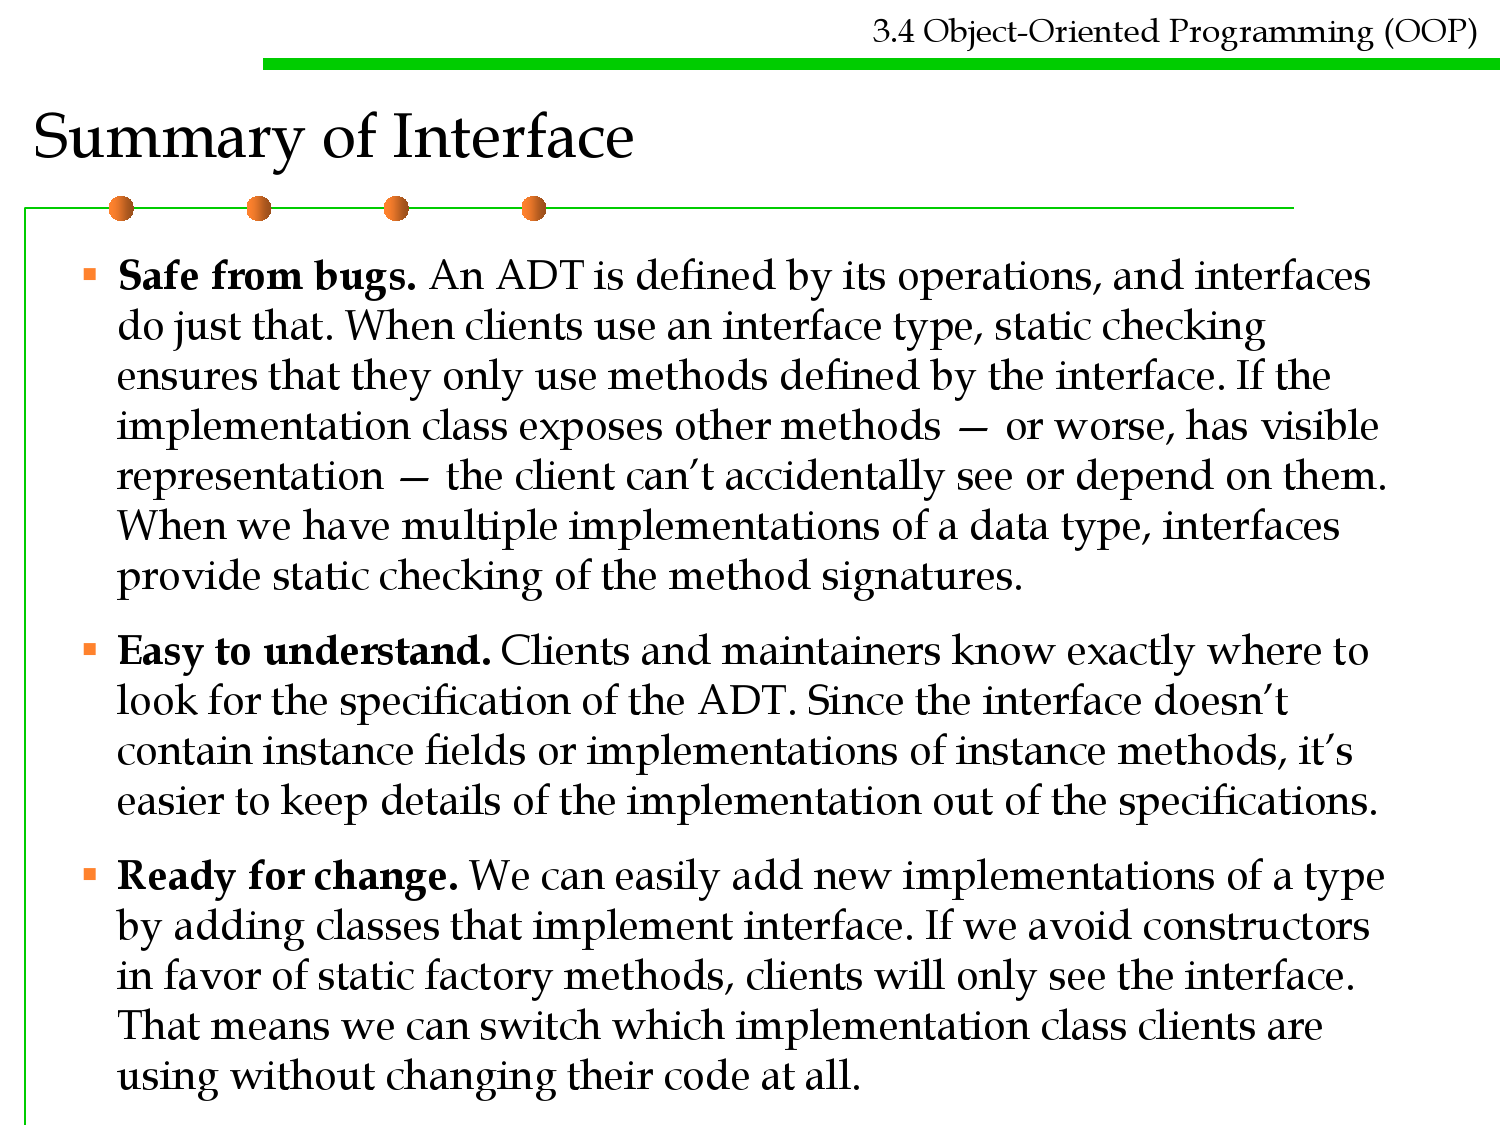 3.4 Object-Oriented Programming (OOP)
Summary of Interface
▪ Safe from bugs. An ADT is defined by its operations, and interfaces
do just that. When clients use an interface type, static checking
ensures that they only use methods defined by the interface. If the
implementation class exposes other methods — or worse, has visible
representation — the client can’t accidentally see or depend on them.
When we have multiple implementations of a data type, interfaces
provide static checking of the method signatures.
▪ Easy to understand. Clients and maintainers know exactly where to
look for the specification of the ADT. Since the interface doesn’t
contain instance fields or implementations of instance methods, it’s
easier to keep details of the implementation out of the specifications.
▪ Ready for change. We can easily add new implementations of a type
by adding classes that implement interface. If we avoid constructors
in favor of static factory methods, clients will only see the interface.
That means we can switch which implementation class clients are
using without changing their code at all.